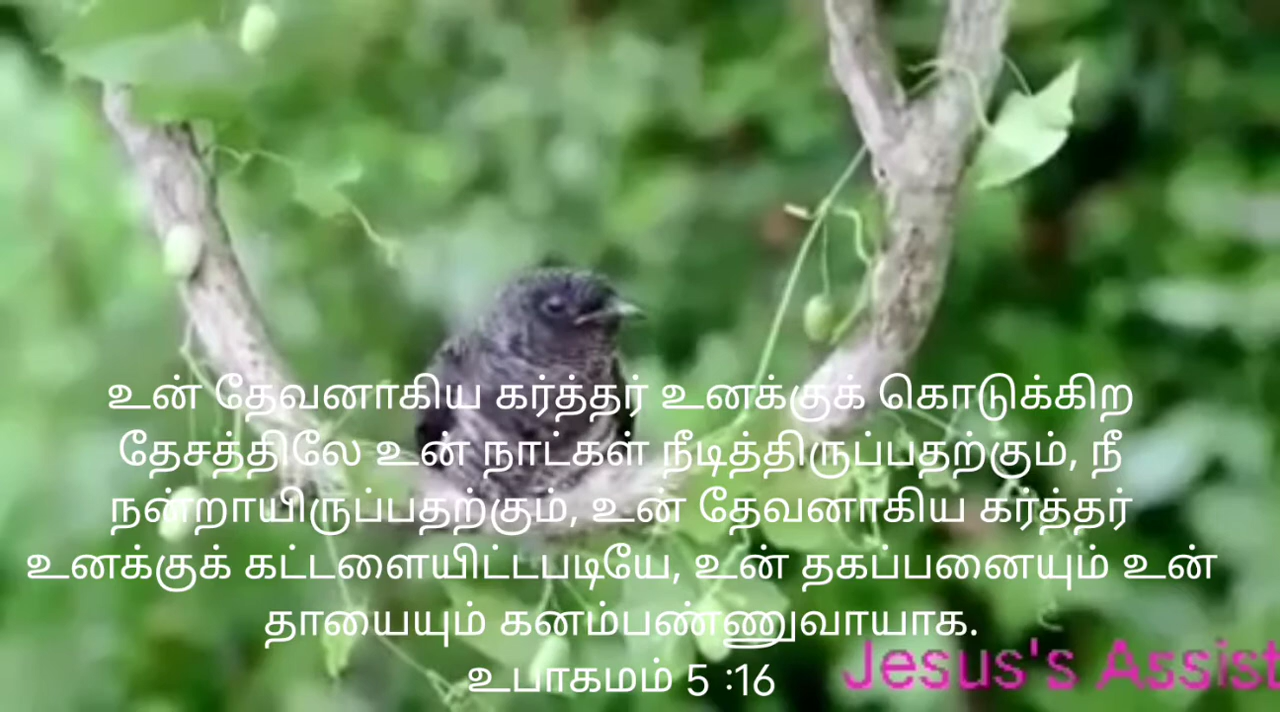 உன் தேவனாகிய கர்த்தர் உனக்குக் கொடுக்கிற
தேசத்திலே உன் நாட்கள் நீடித்திருப்பதற்கும், நீ
நன்றாயிருப்பதற்கும், உன் தேவனாகிய கர்த்தர்
உனக்குக் கட்டளையிட்டபடியே, உன் தகப்பனையும் உன்
தாயையும் கனம்பண்ணுவாயாக.
உபாகமம் 5 :16
Jesus's Assist